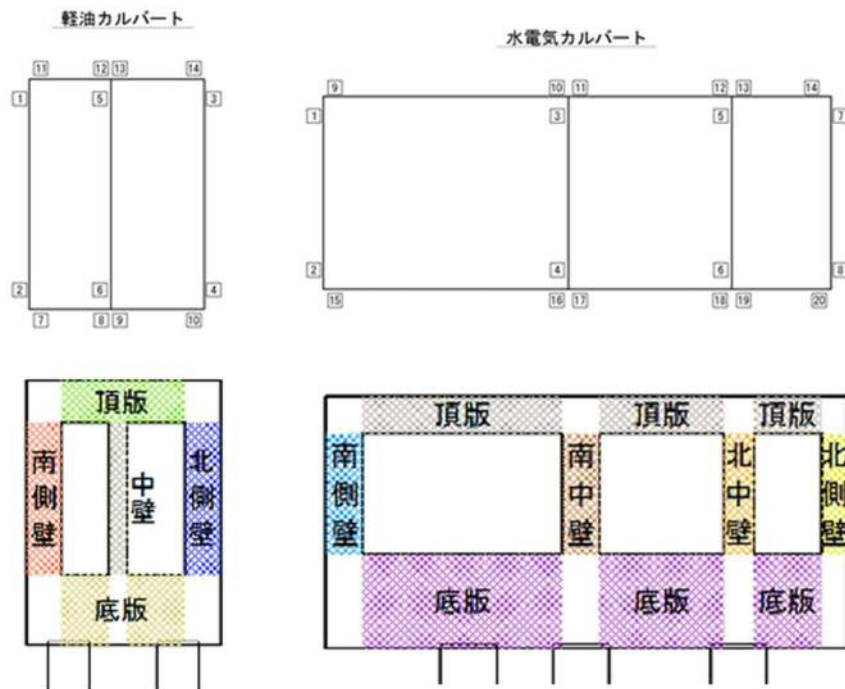 軽油カルバート
水電気カルバート
11 12 13 14
1 5 3
2 6 4
7 8 9 10
9 10 11 12 13 14
1 3 5 7
2 4 6 8
15 16 17 18 19 20
頂版
南側壁
中壁
北側壁
底版
頂版 頂版 頂版
南側壁
南中壁
北中壁
北側壁
底版 底版 底版